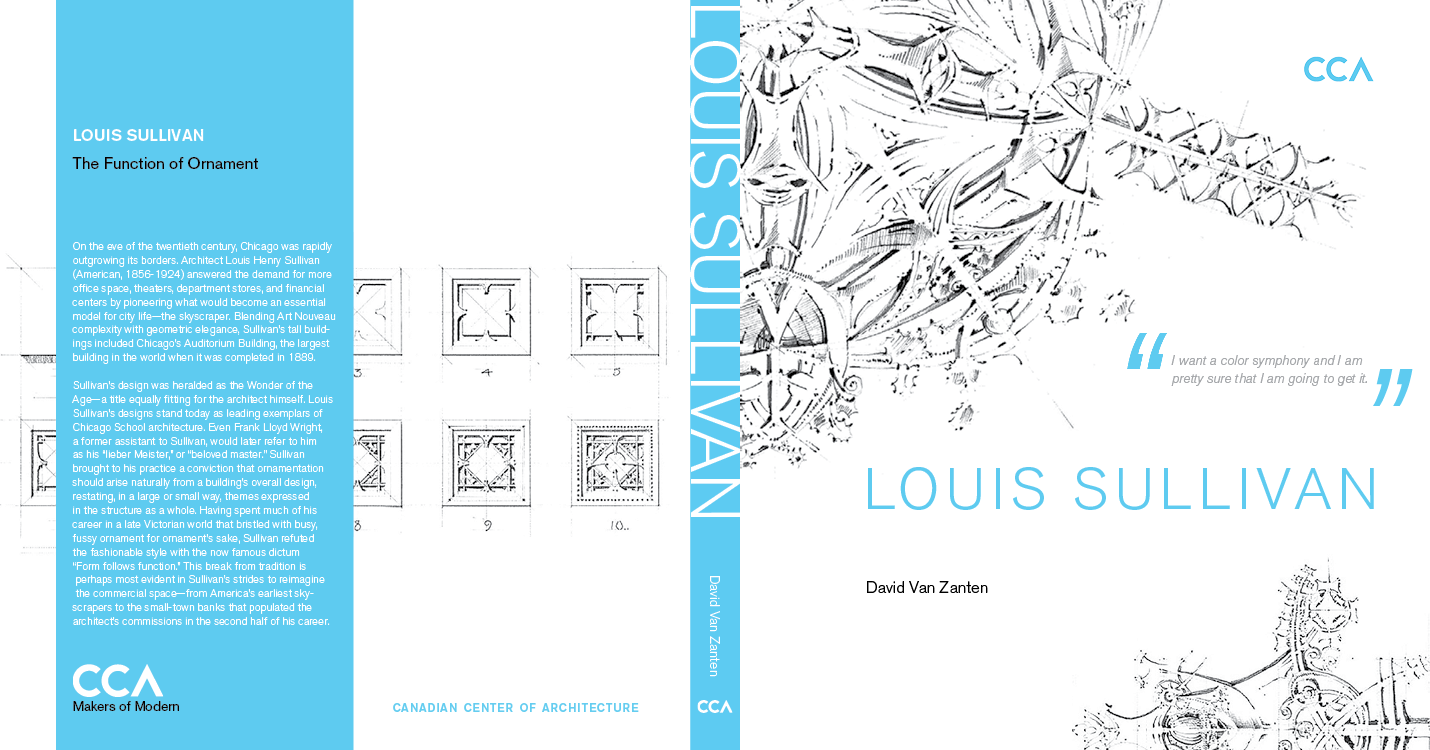 LOUIS SULLIVAN
The Function of Ornament
On the eve of the twentieth century, Chicago was rapidly
outgrowing its borders. Architect Louis Henry Sullivan
(American, 1856-1924) answered the demand for more
office space, theaters, department stores, and financial
centers by pioneering what would become an essential
model for city life—the skyscraper. Blending Art Nouveau
complexity with geometric elegance, Sullivan's tall build-
ings included Chicago's Auditorium Building, the largest
building in the world when it was completed in 1889.
Sullivan's design was heralded as the Wonder of the
Age—a title equally fitting for the architect himself. Louis
Sullivan's designs stand today as leading exemplars of
Chicago School architecture. Even Frank Lloyd Wright,
a former assistant to Sullivan, would later refer to him
as his "lieber Meister," or "beloved master." Sullivan
brought to his practice a conviction that ornamentation
should arise naturally from a building's overall design,
restating, in a large or small way, themes expressed
in the structure as a whole. Having spent much of his
career in a late Victorian world that bristled with busy,
fussy ornament for ornament's sake, Sullivan refuted
the fashionable style with the now famous dictum
"Form follows function." This break from tradition is
perhaps most evident in Sullivan's strides to reimagine
the commercial space—from America's earliest sky-
scrapers to the small-town banks that populated the
architect's commissions in the second half of his career.
CCA
Makers of Modern
3
4
5
8
9
10..
CANADIAN CENTER OF ARCHITECTURE
LOUIS SULLIVAN
David Van Zanten
CCA
CCA
“ I want a color symphony and I am
pretty sure that I am going to get it. ”
LOUIS SULLIVAN
David Van Zanten